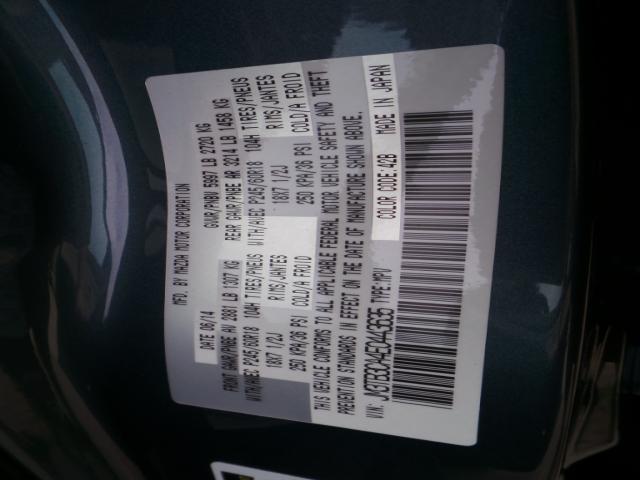 MFD. BY MAZDA MOTOR CORPORATION
DATE 06/14 GVWR/PNBV 5997 LB 2720 KG
FRONT GAWR/PNBE AV 2881 LB 1307 KG REAR GAWR/PNBE AR 3214 LB 1458 KG
WITH/AVEC P245/60R18 104H TIRES/PNEUS WITH/AVEC P245/60R18 104H TIRES/PNEUS
18X7 1/2J RIMS/JANTES 18X7 1/2J RIMS/JANTES
250 KPA/36 PSI COLD/A FROID 250 KPA/36 PSI COLD/A FROID
THIS VEHICLE CONFORMS TO ALL APPLICABLE FEDERAL MOTOR VEHICLE SAFETY AND THEFT
PREVENTION STANDARDS IN EFFECT ON THE DATE OF MANUFACTURE SHOWN ABOVE.
VIN: JM3TB3DA4E0443635 TYPE:MPV COLOR CODE:42B MADE IN JAPAN